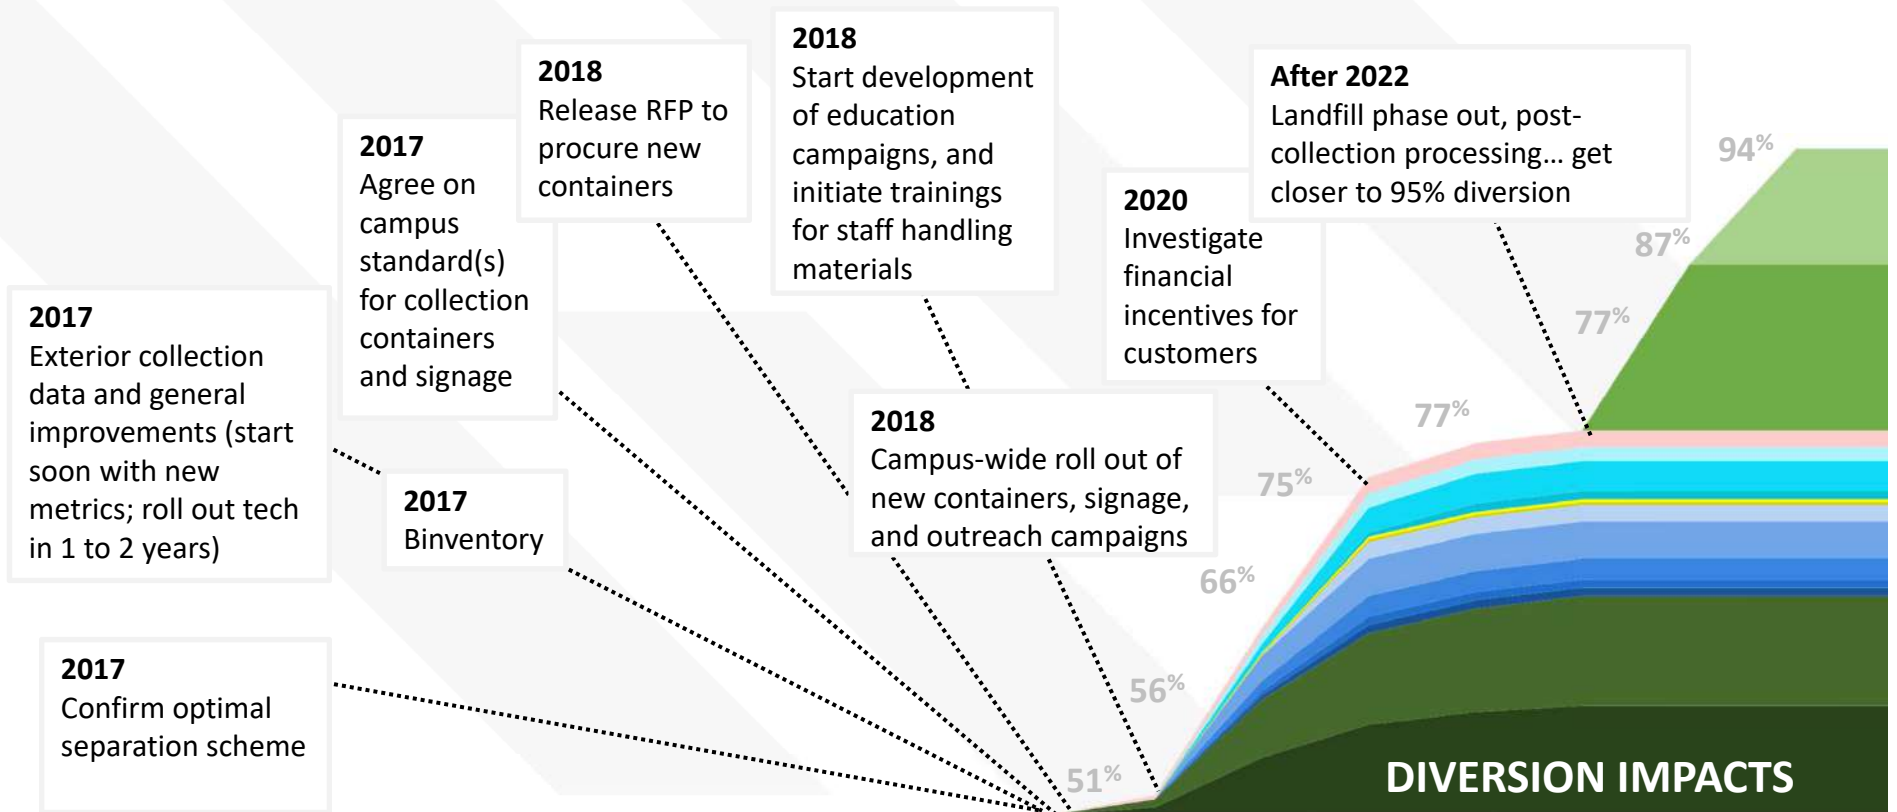 2017
Exterior collection
data and general
improvements (start
soon with new
metrics; roll out tech
in 1 to 2 years)
2017
Confirm optimal
separation scheme
2017
Agree on
campus
standard(s)
for collection
containers
and signage
2017
Binventory
2018
Release RFP to
procure new
containers
2018
Start development
of education
campaigns, and
initiate trainings
for staff handling
materials
2018
Campus-wide roll out of
new containers, signage,
and outreach campaigns
2020
Investigate
financial
incentives for
customers
After 2022
Landfill phase out, post-
collection processing... get
closer to 95% diversion
51%
56%
66%
75%
77%
77%
87%
94%
DIVERSION IMPACTS